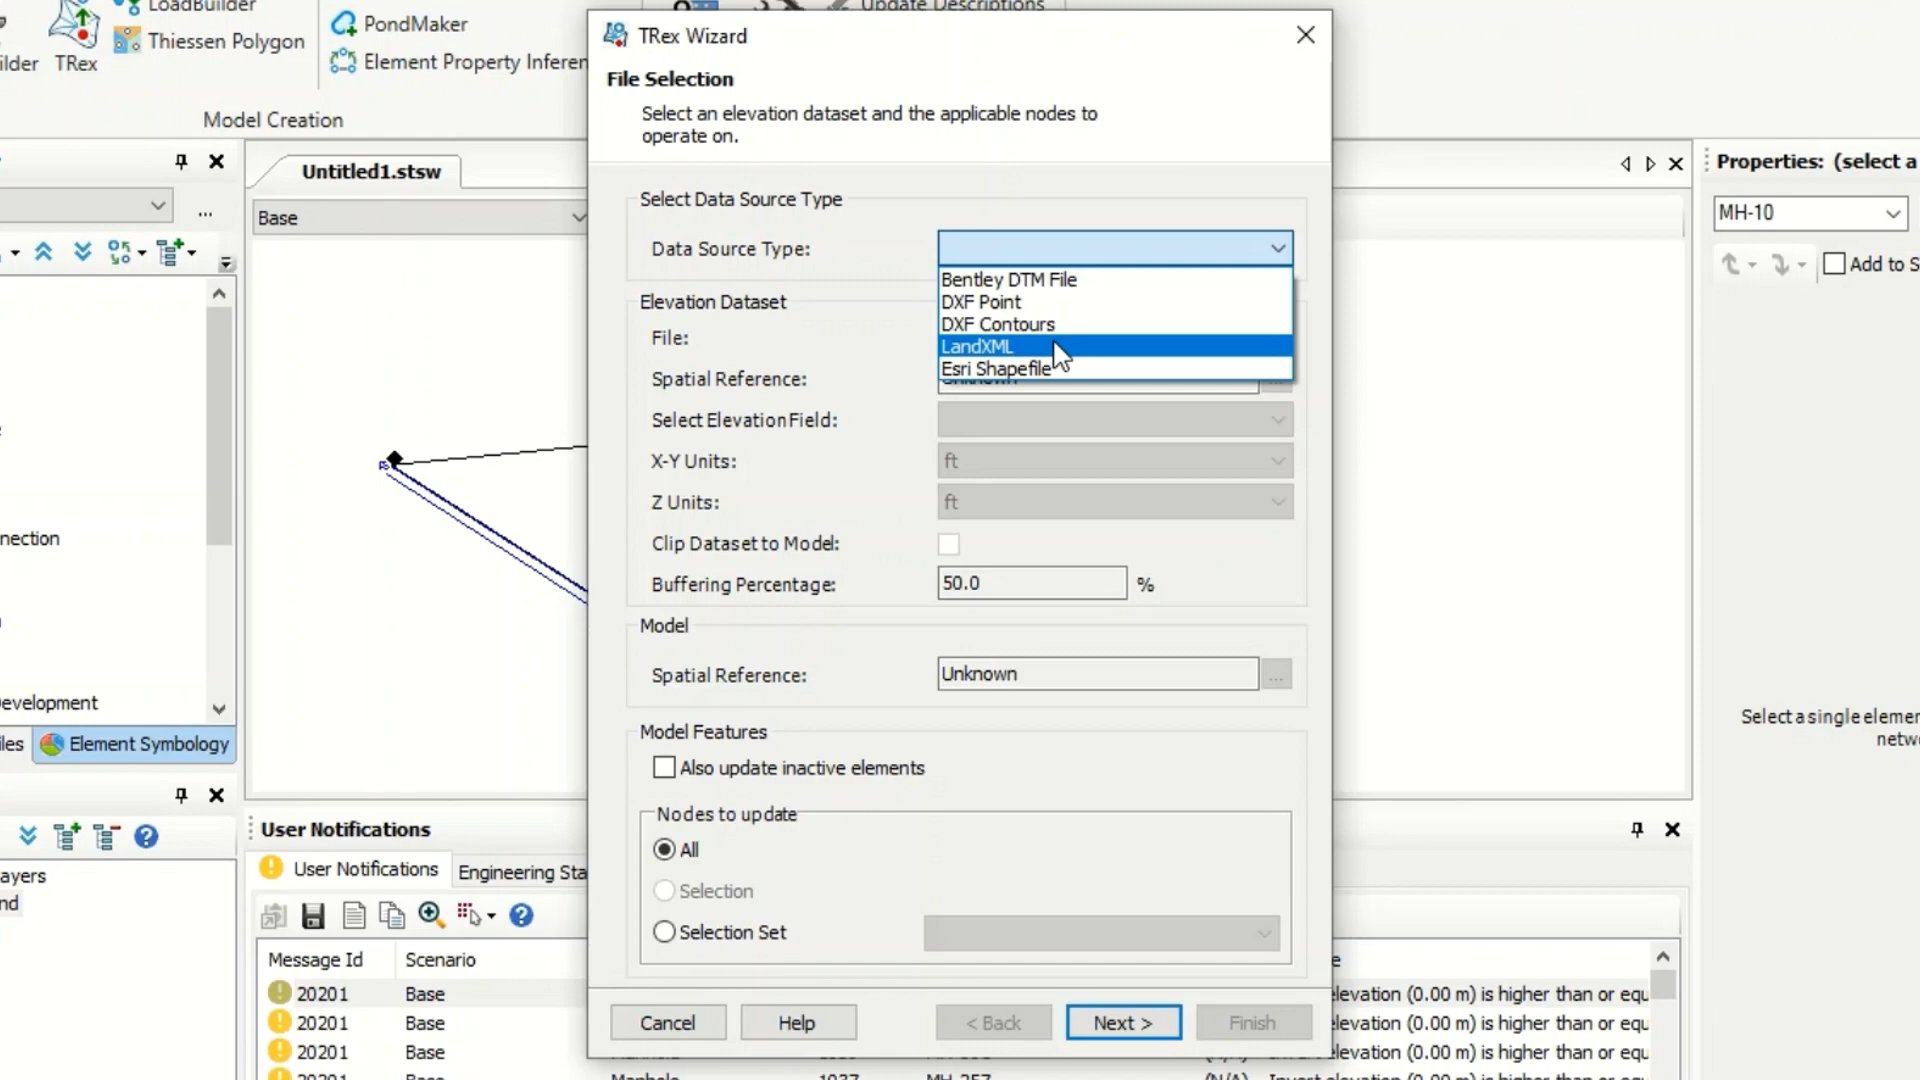 LoadBuilder
Update Descriptions
PondMaker
Thiessen Polygon
TRex
Element Property Inferen
Model Creation
TRex Wizard
File Selection
Select an elevation dataset and the applicable nodes to
operate on.
Untitled1.stsw
Base
Properties: (select a
MH-10
Add to S
Select Data Source Type
Data Source Type:
Bentley DTM File
DXF Point
DXF Contours
LandXML
Esri Shapefile
Elevation Dataset
File:
Spatial Reference:
Select Elevation Field:
X-Y Units:
ft
Z Units:
ft
Clip Dataset to Model:
Buffering Percentage:
50.0
%
Model
Spatial Reference:
Unknown
Model Features
Also update inactive elements
Nodes to update
All
Selection
Selection Set
Cancel
Help
< Back
Next >
Finish
nection
evelopment
iles
Element Symbology
ayers
nd
Select a single elemen
netw
User Notifications
User Notifications
Engineering Sta
Message Id
Scenario
20201
Base
elevation (0.00 m) is higher than or equ
20201
Base
elevation (0.00 m) is higher than or equ
20201
Base
elevation (0.00 m) is higher than or equ